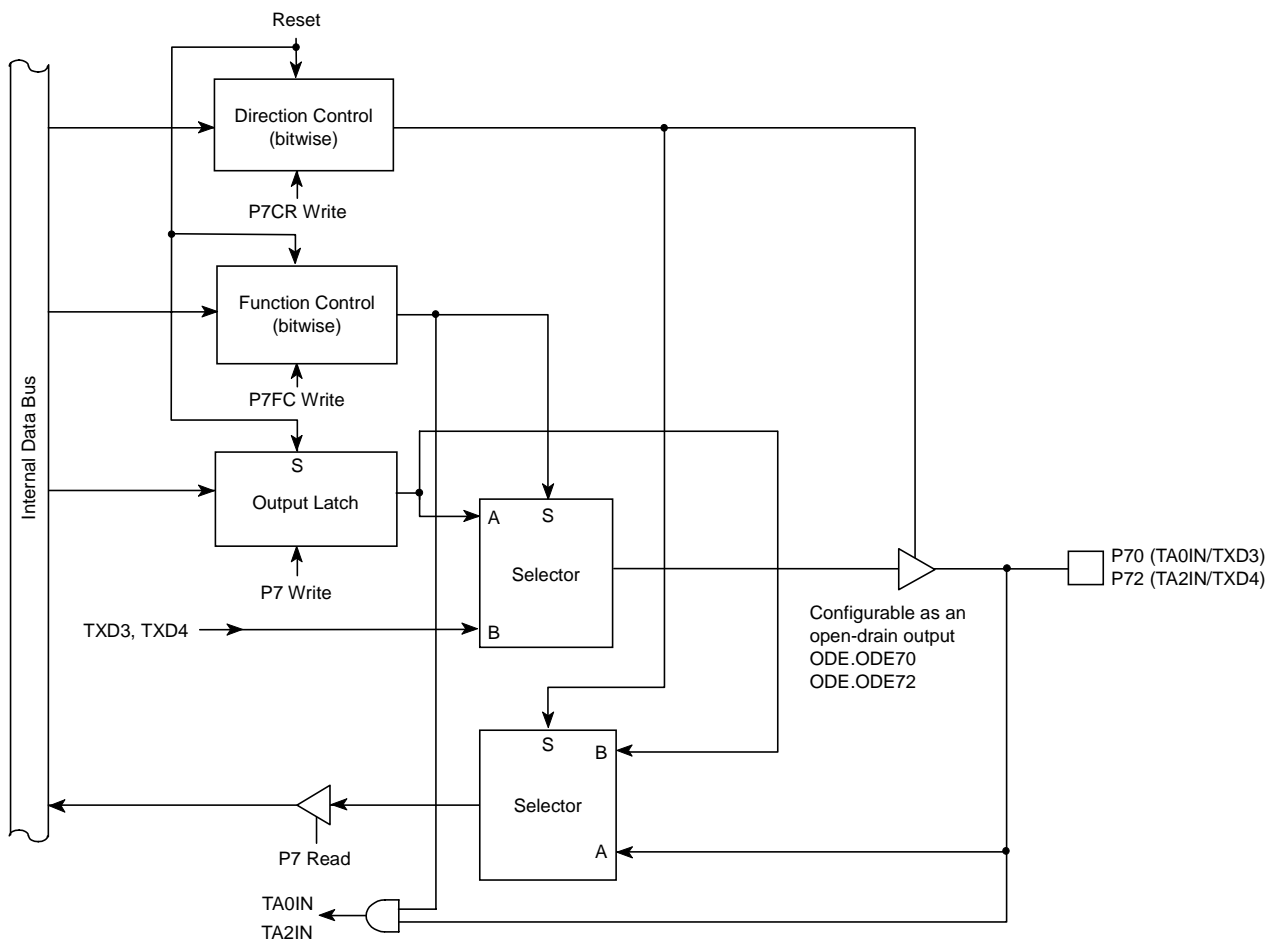 Reset
Direction Control
(bitwise)
P7CR Write
Function Control
(bitwise)
P7FC Write
Internal Data Bus
S
Output Latch
P7 Write
A
S
Selector
B
TXD3, TXD4
P70 (TA0IN/TXD3)
P72 (TA2IN/TXD4)
Configurable as an
open-drain output
ODE.ODE70
ODE.ODE72
S
B
Selector
A
P7 Read
TA0IN
TA2IN